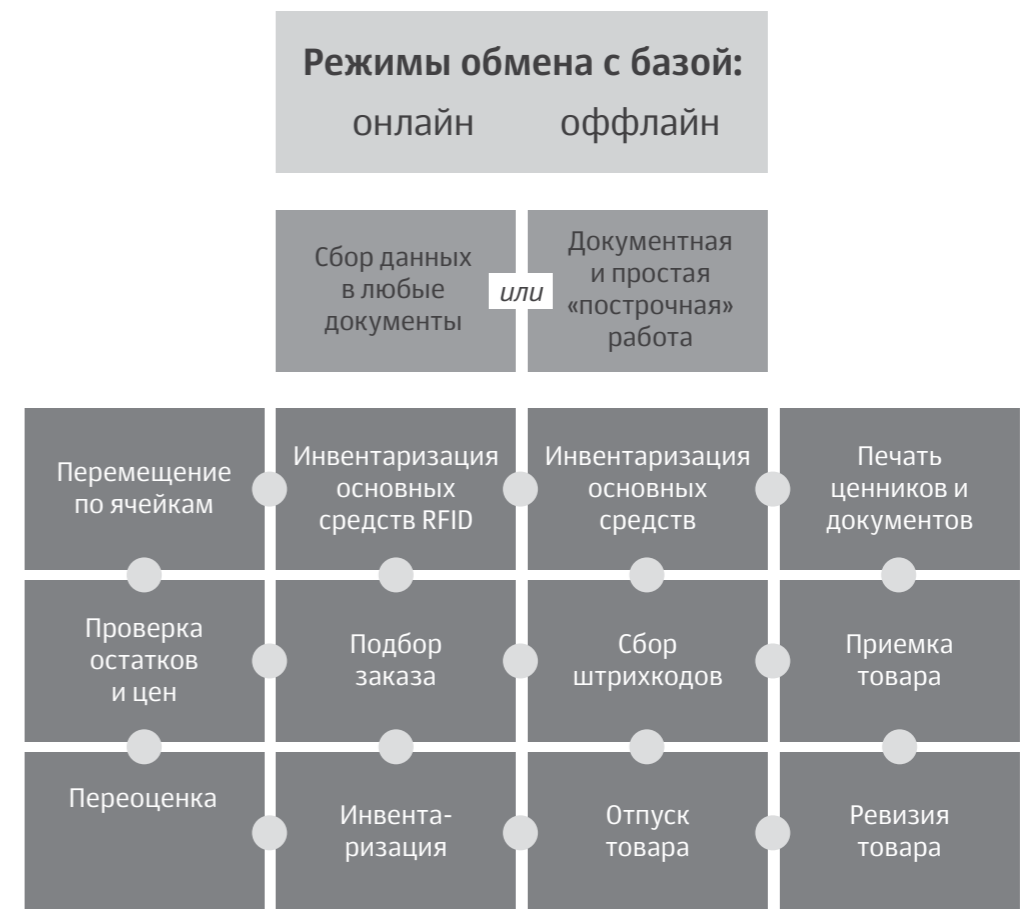 Режимы обмена с базой:
онлайн оффлайн
Сбор данных
в любые
документы
или
Документная
и простая
«построчная»
работа
Перемещение
по ячейкам
Инвентаризация
основных
средств RFID
Инвентаризация
основных
средств
Печать
ценников и
документов
Проверка
остатков
и цен
Подбор
заказа
Сбор
штрихкодов
Приемка
товара
Переоценка
Инвента-
ризация
Отпуск
товара
Ревизия
товара